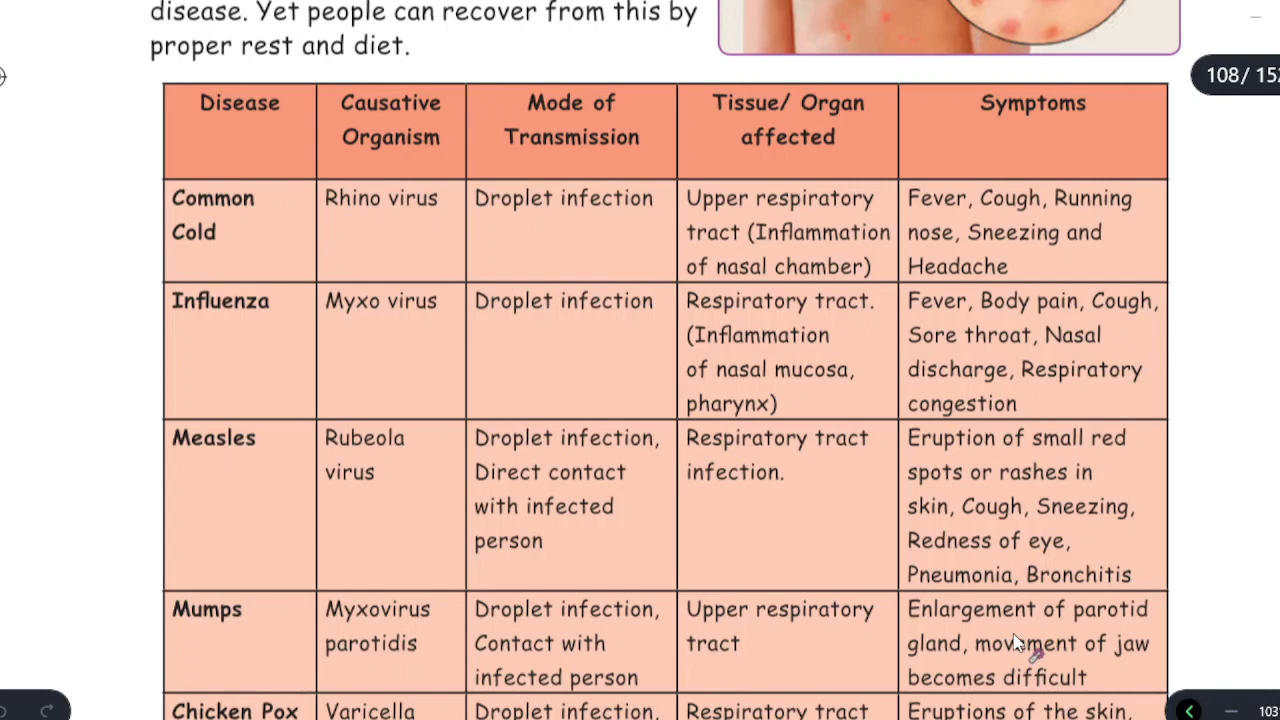 disease. Yet people can recover from this by
proper rest and diet.
108/ 152
Disease
Causative
Organism
Mode of
Transmission
Tissue/ Organ
affected
Symptoms
Common
Cold
Rhino virus
Droplet infection
Upper respiratory
tract (Inflammation
of nasal chamber)
Fever, Cough, Running
nose, Sneezing and
Headache
Influenza
Myxo virus
Droplet infection
Respiratory tract.
(Inflammation
of nasal mucosa,
pharynx)
Fever, Body pain, Cough,
Sore throat, Nasal
discharge, Respiratory
congestion
Measles
Rubeola
virus
Droplet infection,
Direct contact
with infected
person
Respiratory tract
infection.
Eruption of small red
spots or rashes in
skin, Cough, Sneezing,
Redness of eye,
Pneumonia, Bronchitis
Mumps
Myxovirus
parotidis
Droplet infection,
Contact with
infected person
Upper respiratory
tract
Enlargement of parotid
gland, movement of jaw
becomes difficult
Chicken Pox
Varicella
Droplet infection,
Respiratory tract
Eruptions of the skin,
103